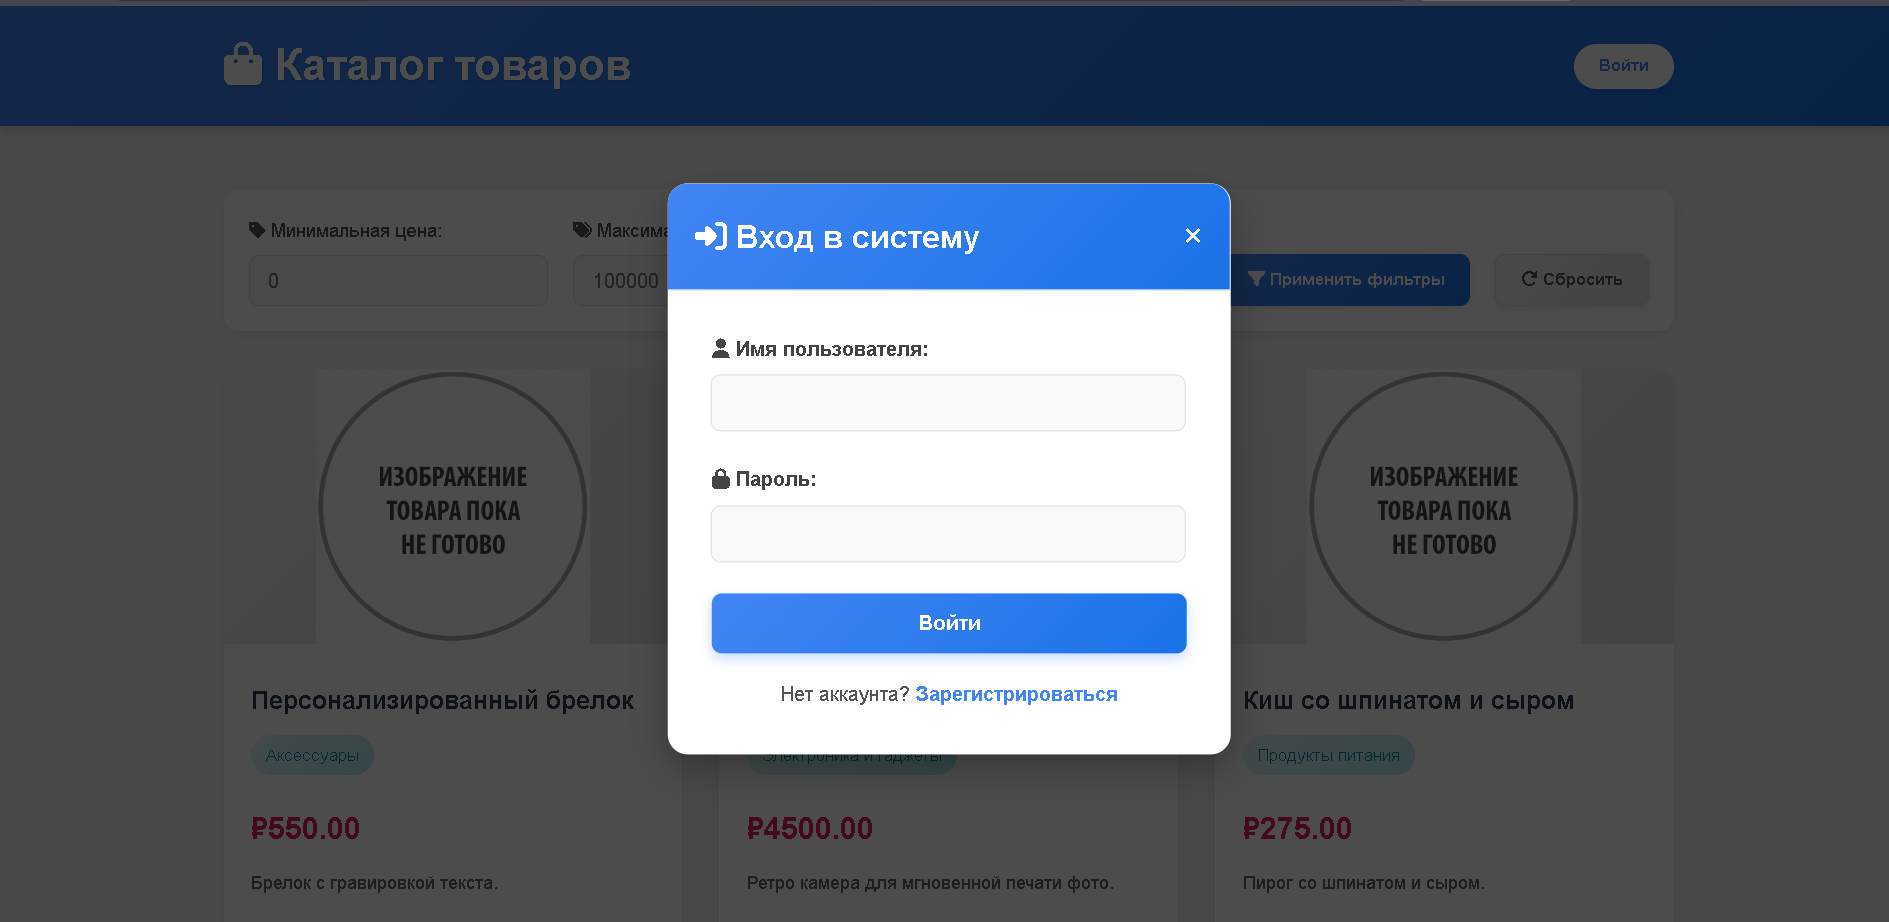 Каталог товаров
Войти
Минимальная цена:
Максима
0
100000
Применить фильтры
Сбросить
Вход в систему
Имя пользователя:
Пароль:
Войти
Нет аккаунта? Зарегистрироваться
ИЗОБРАЖЕНИЕ
ТОВАРА ПОКА
НЕ ГОТОВО
ИЗОБРАЖЕНИЕ
ТОВАРА ПОКА
НЕ ГОТОВО
Персонализированный брелок
Аксессуары
₽550.00
Брелок с гравировкой текста.
Электроника и гаджеты
₽4500.00
Ретро камера для мгновенной печати фото.
Киш со шпинатом и сыром
Продукты питания
₽275.00
Пирог со шпинатом и сыром.